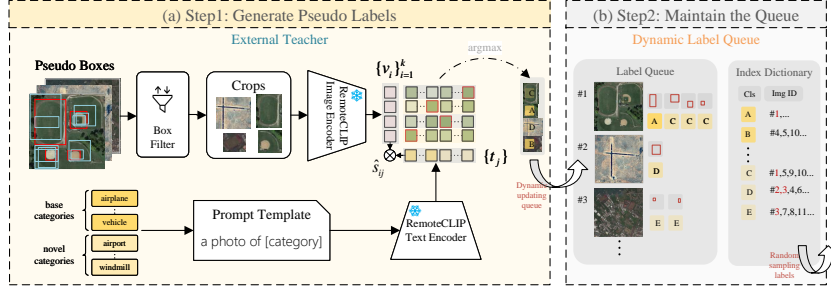 (a) Step1: Generate Pseudo Labels
External Teacher
Pseudo Boxes
Box
Filter
Crops
RemoteCLIP
Image Encoder
{v_i}_{i=1}^k
argmax
ŝ_ij
{t_j}
C
A
D
E
Dynamic
updating
queue
base
categories
airplane
vehicle
novel
categories
airport
windmill
Prompt Template
a photo of [category]
RemoteCLIP
Text Encoder
(b) Step2: Maintain the Queue
Dynamic Label Queue
Label Queue
#1
A C C C
#2
D
#3
E E
Index Dictionary
Cls Img ID
A #1,...
B #4,5,10...
C #1,5,9,10...
D #2,3,4,6...
E #3,7,8,11...
Random
sampling
labels